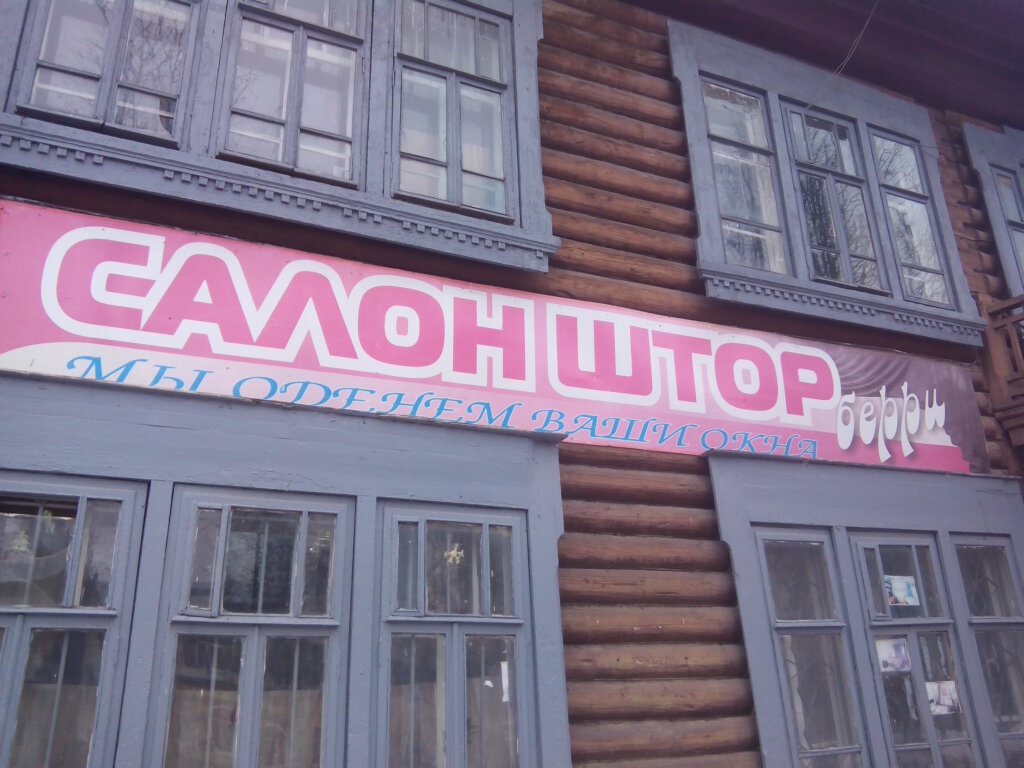 САЛОН ШТОР
берри
МЫ ОДЕНЕМ ВАШИ ОКНА